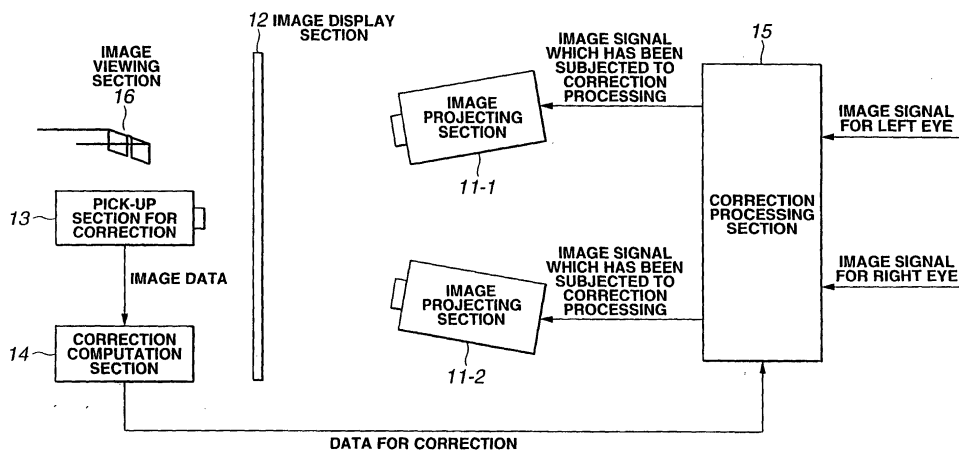 12 IMAGE DISPLAY
SECTION
IMAGE
VIEWING
SECTION
16
IMAGE SIGNAL
WHICH HAS BEEN
SUBJECTED TO
CORRECTION
PROCESSING
15
IMAGE
PROJECTING
SECTION
11-1
IMAGE SIGNAL
FOR LEFT EYE
13
PICK-UP
SECTION FOR
CORRECTION
CORRECTION
PROCESSING
SECTION
IMAGE DATA
IMAGE SIGNAL
WHICH HAS BEEN
SUBJECTED TO
CORRECTION
PROCESSING
IMAGE SIGNAL
FOR RIGHT EYE
IMAGE
PROJECTING
SECTION
11-2
14
CORRECTION
COMPUTATION
SECTION
DATA FOR CORRECTION